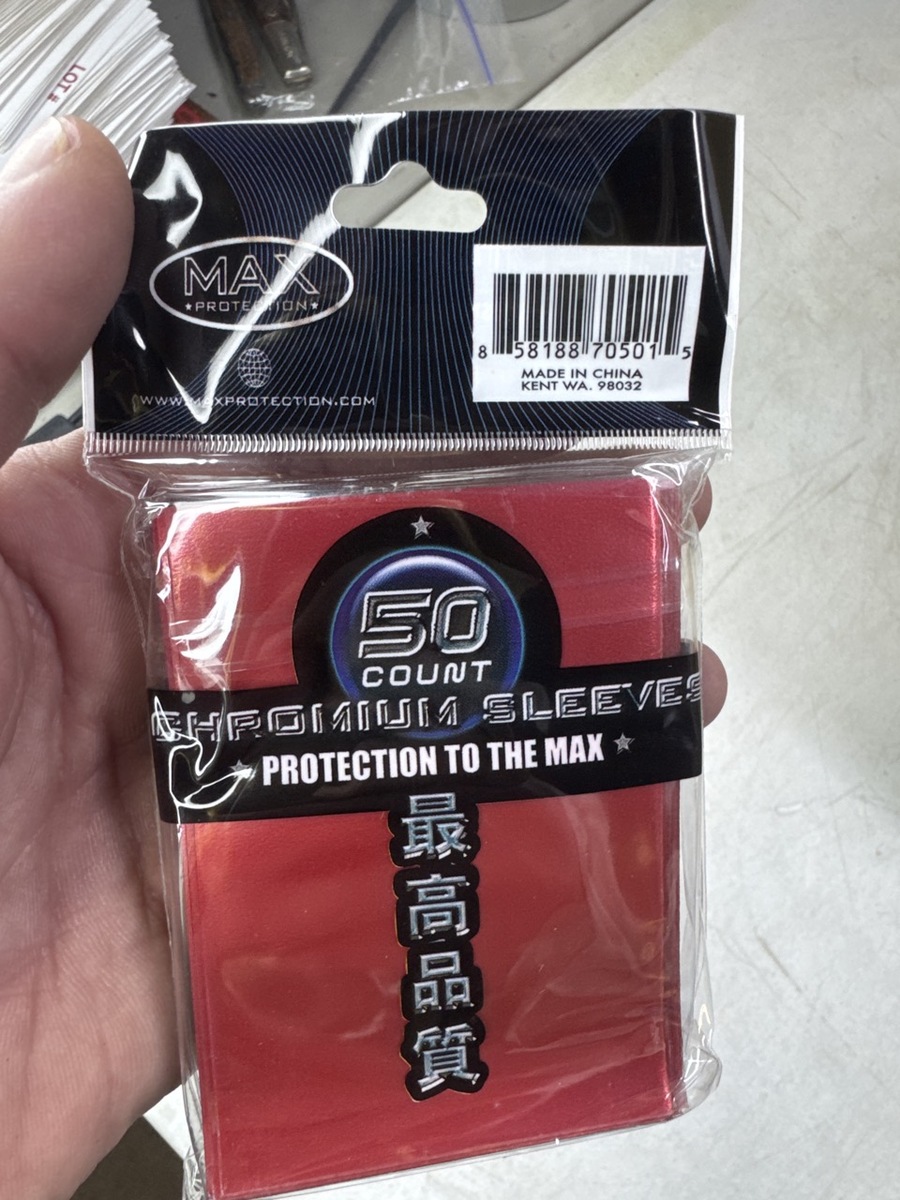 LOT #
MAX
★PROTECTION★
WWW.MAXPROTECTION.COM
8 58188 70501 5
MADE IN CHINA
KENT WA. 98032
50
COUNT
CHROMIUM SLEEVES
PROTECTION TO THE MAX
最
高
品
質